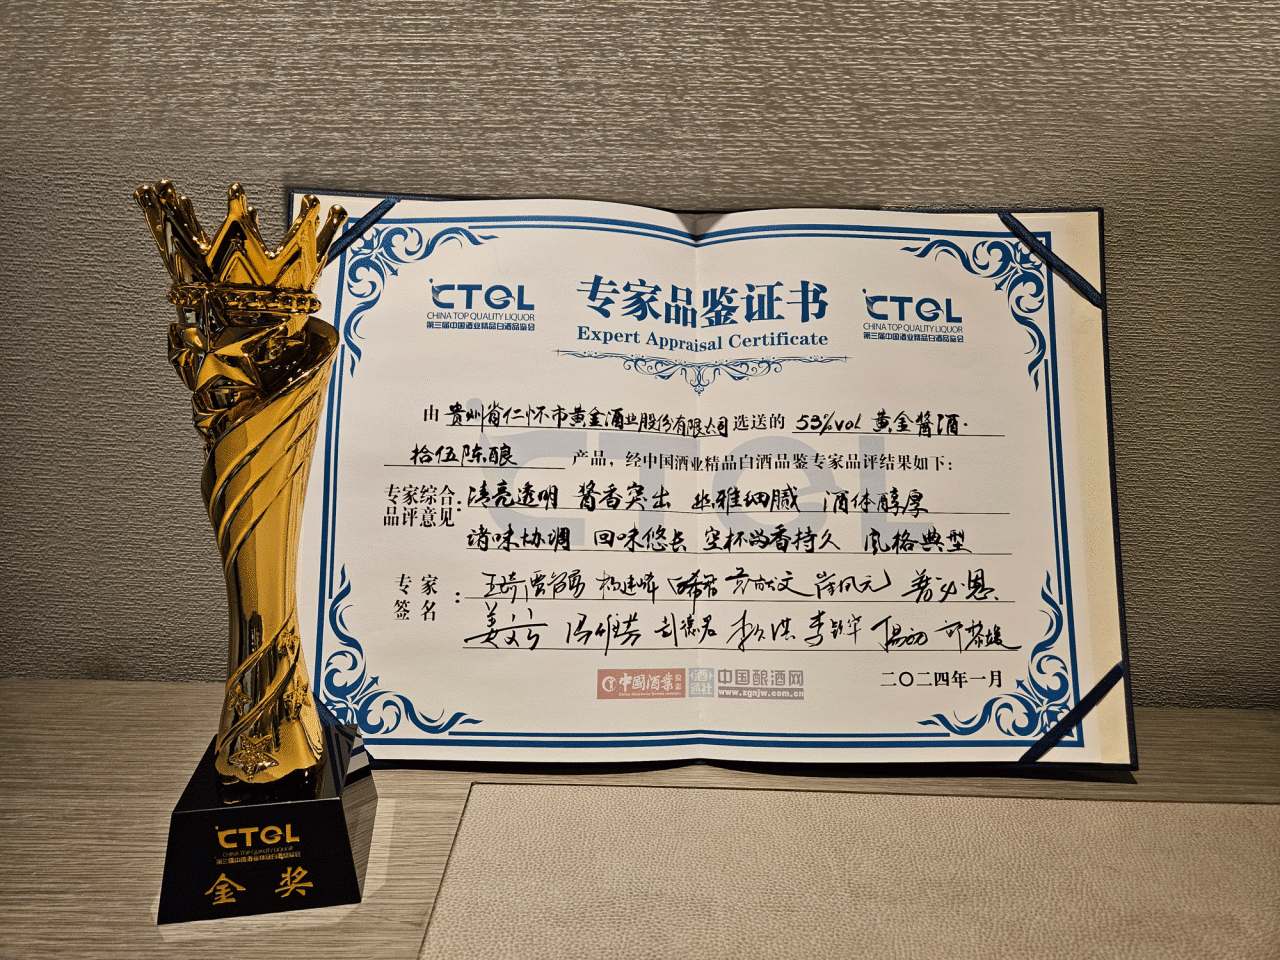 CTQL
CHINA TOP QUALITY LIQUOR
第三届中国酒业精品白酒品鉴会
专家品鉴证书
Expert Appraisal Certificate
CTQL
CHINA TOP QUALITY LIQUOR
第三届中国酒业精品白酒品鉴会
由 贵州省仁怀市黄金酒业股份有限公司 选送的 53%vol 黄金酱酒·
拾伍陈酿 产品，经中国酒业精品白酒品鉴专家品评结果如下：
专家综合品评意见：清亮透明 酱香突出 幽雅细腻 酒体醇厚
诸味协调 回味悠长 空杯留香持久 风格典型
专家签名：
中國酒業
中国酿酒网
www.zgnjw.com.cn
二〇二四年一月
CTQL
CHINA TOP QUALITY LIQUOR
第三届中国酒业精品白酒品鉴会
金奖